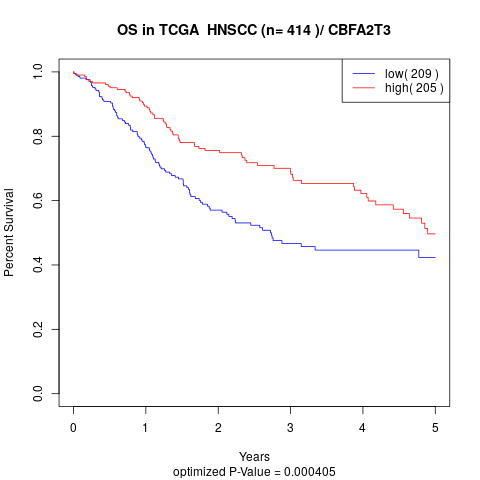 OS in TCGA  HNSCC (n= 414 )/ CBFA2T3
low( 209 )
high( 205 )
Percent Survival
1.0
0.8
0.6
0.4
0.2
0.0
0 1 2 3 4 5
Years
optimized P-Value = 0.000405